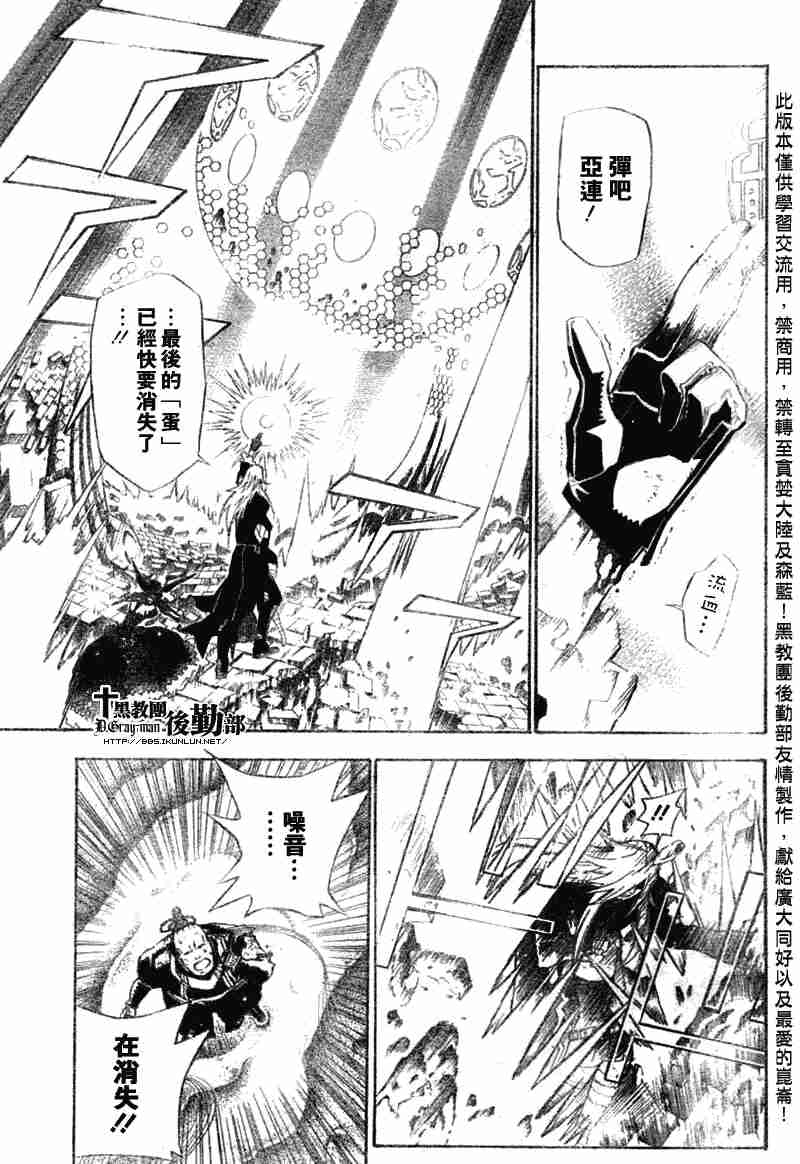 彈吧
亞連！
流血…
…最後的「蛋」
已經快要消失了
…!!
!!
噪音…
……
在消失!!
黑教團
D.Gray-man
後勤部
HTTP://BBS.IKUNLUN.NET/
此版本僅供學習交流用，禁商用，禁轉至貪婪大陸及森藍！黑教團後勤部友情製作，獻給廣大同好以及最愛的崑崙！